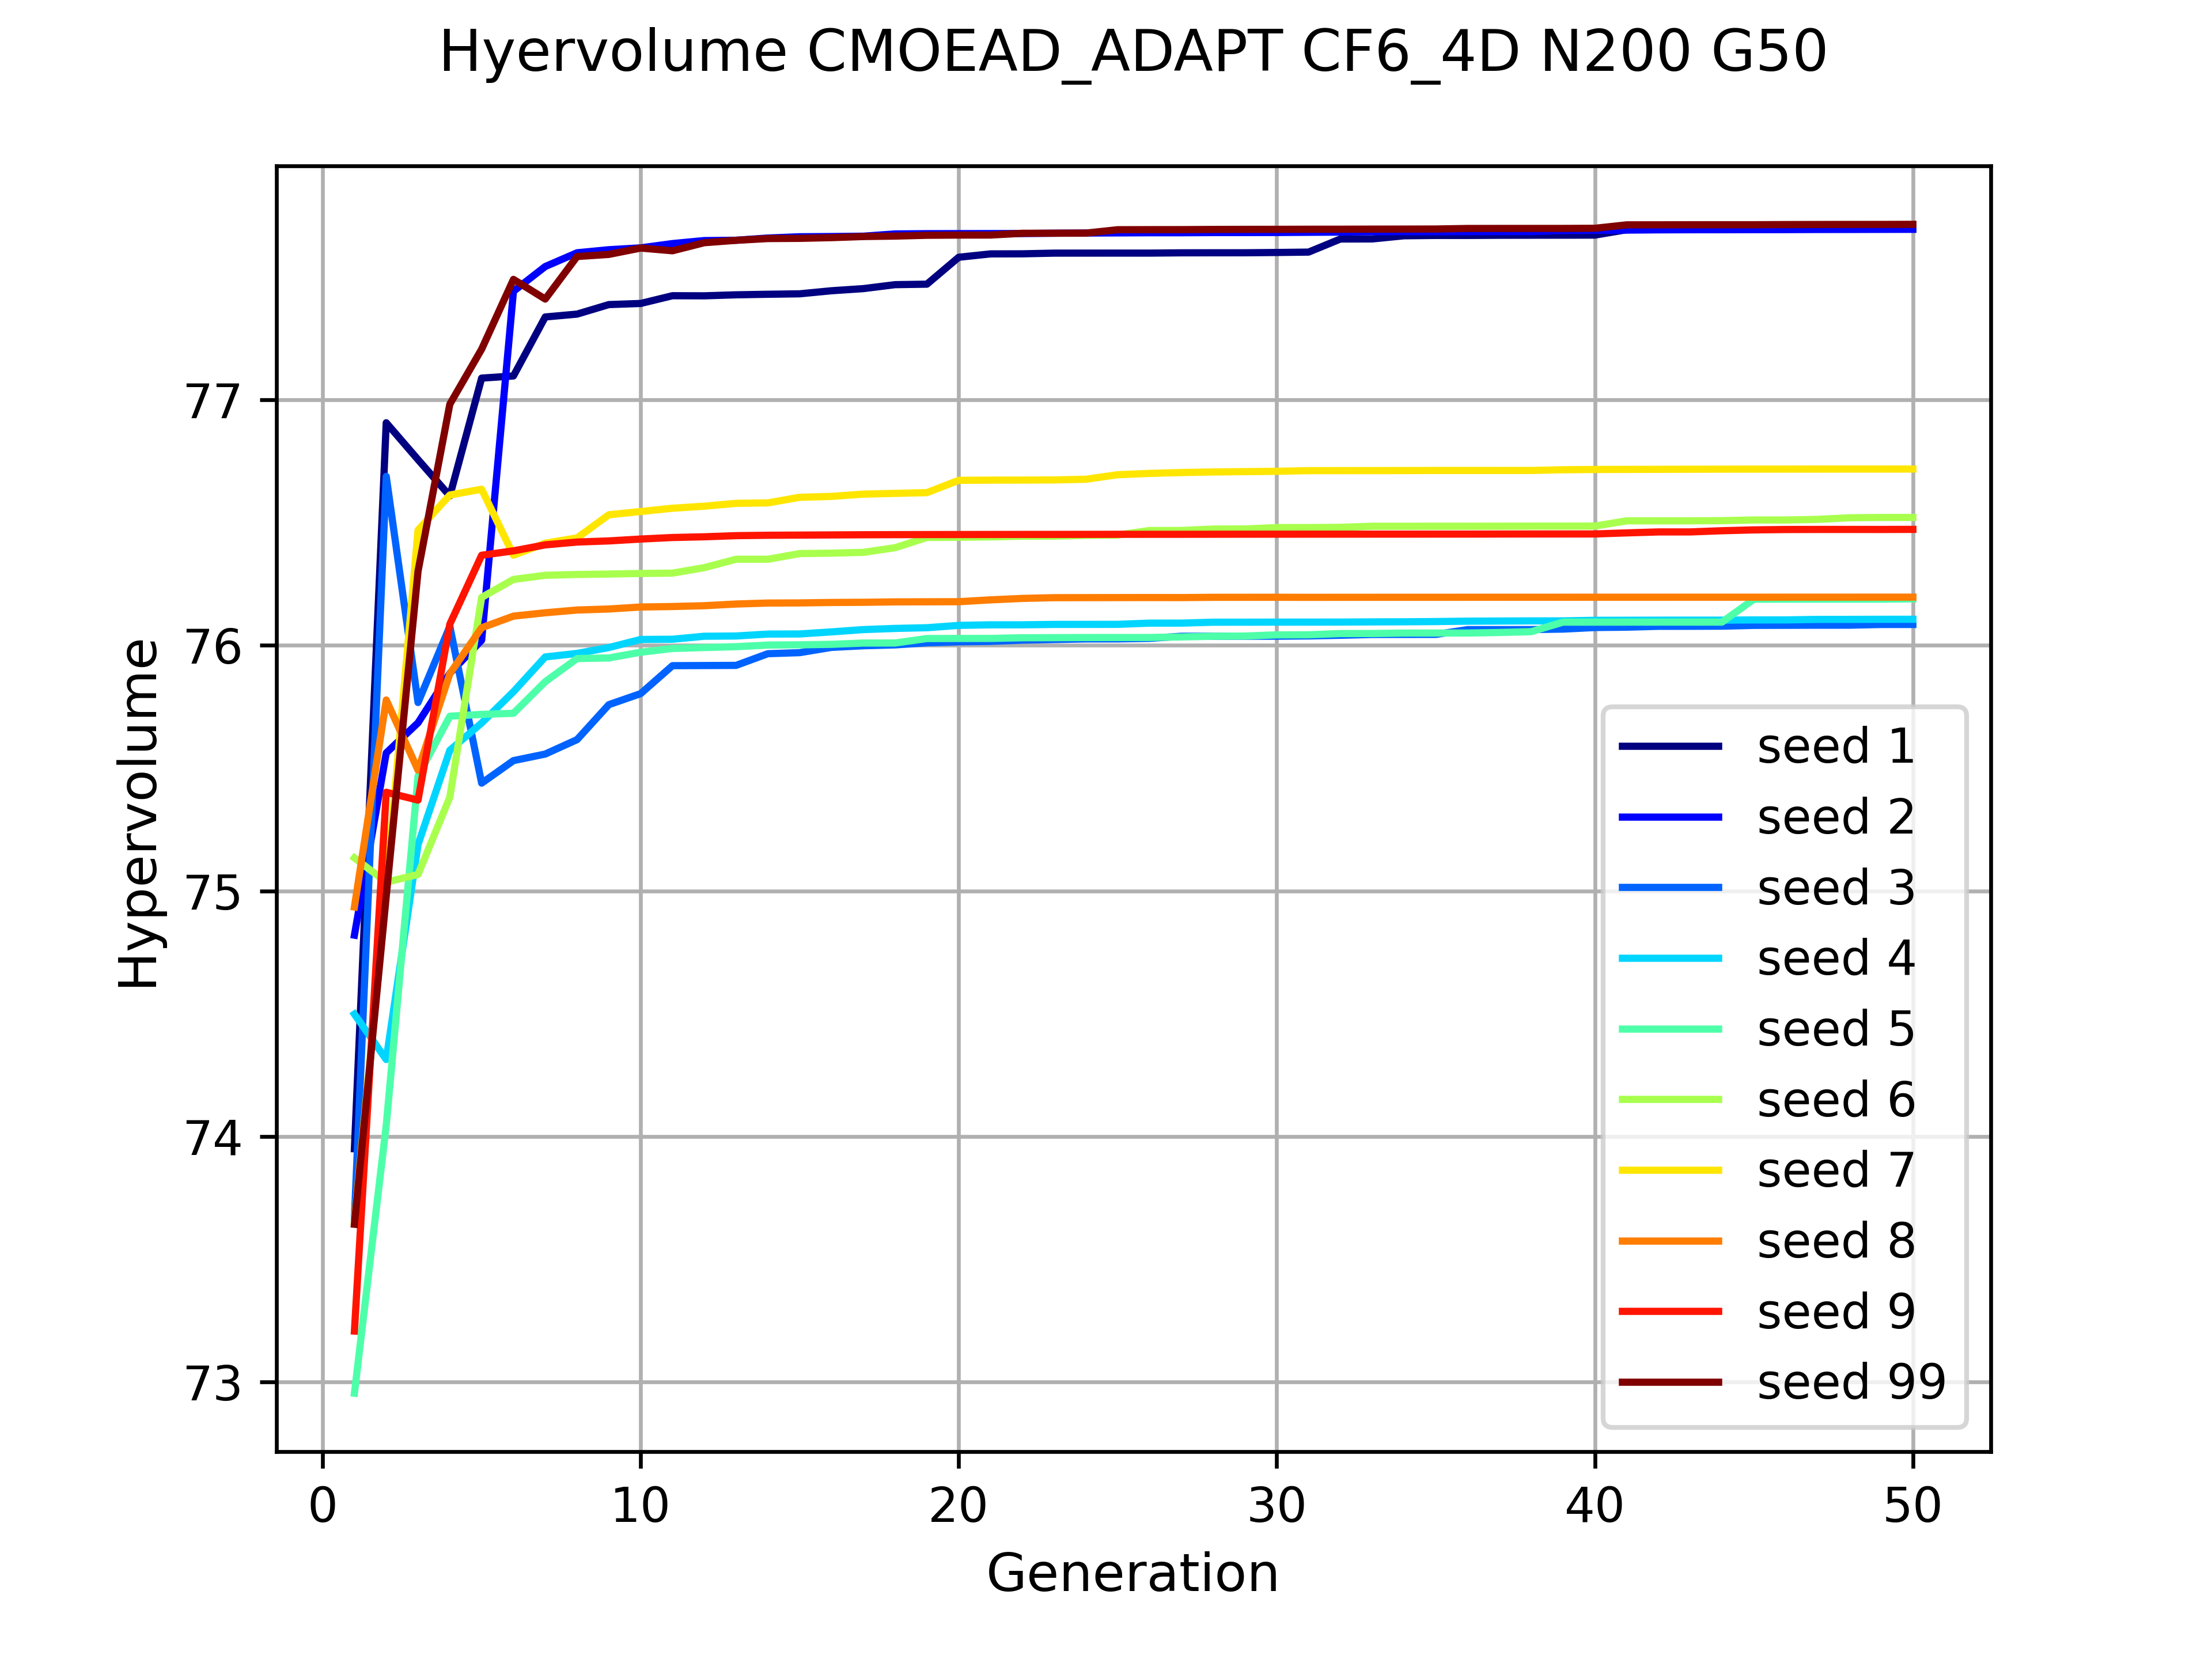 Hyervolume CMOEAD_ADAPT CF6_4D N200 G50
Hypervolume
77
76
75
74
73
0 10 20 30 40 50
Generation
seed 1
seed 2
seed 3
seed 4
seed 5
seed 6
seed 7
seed 8
seed 9
seed 99